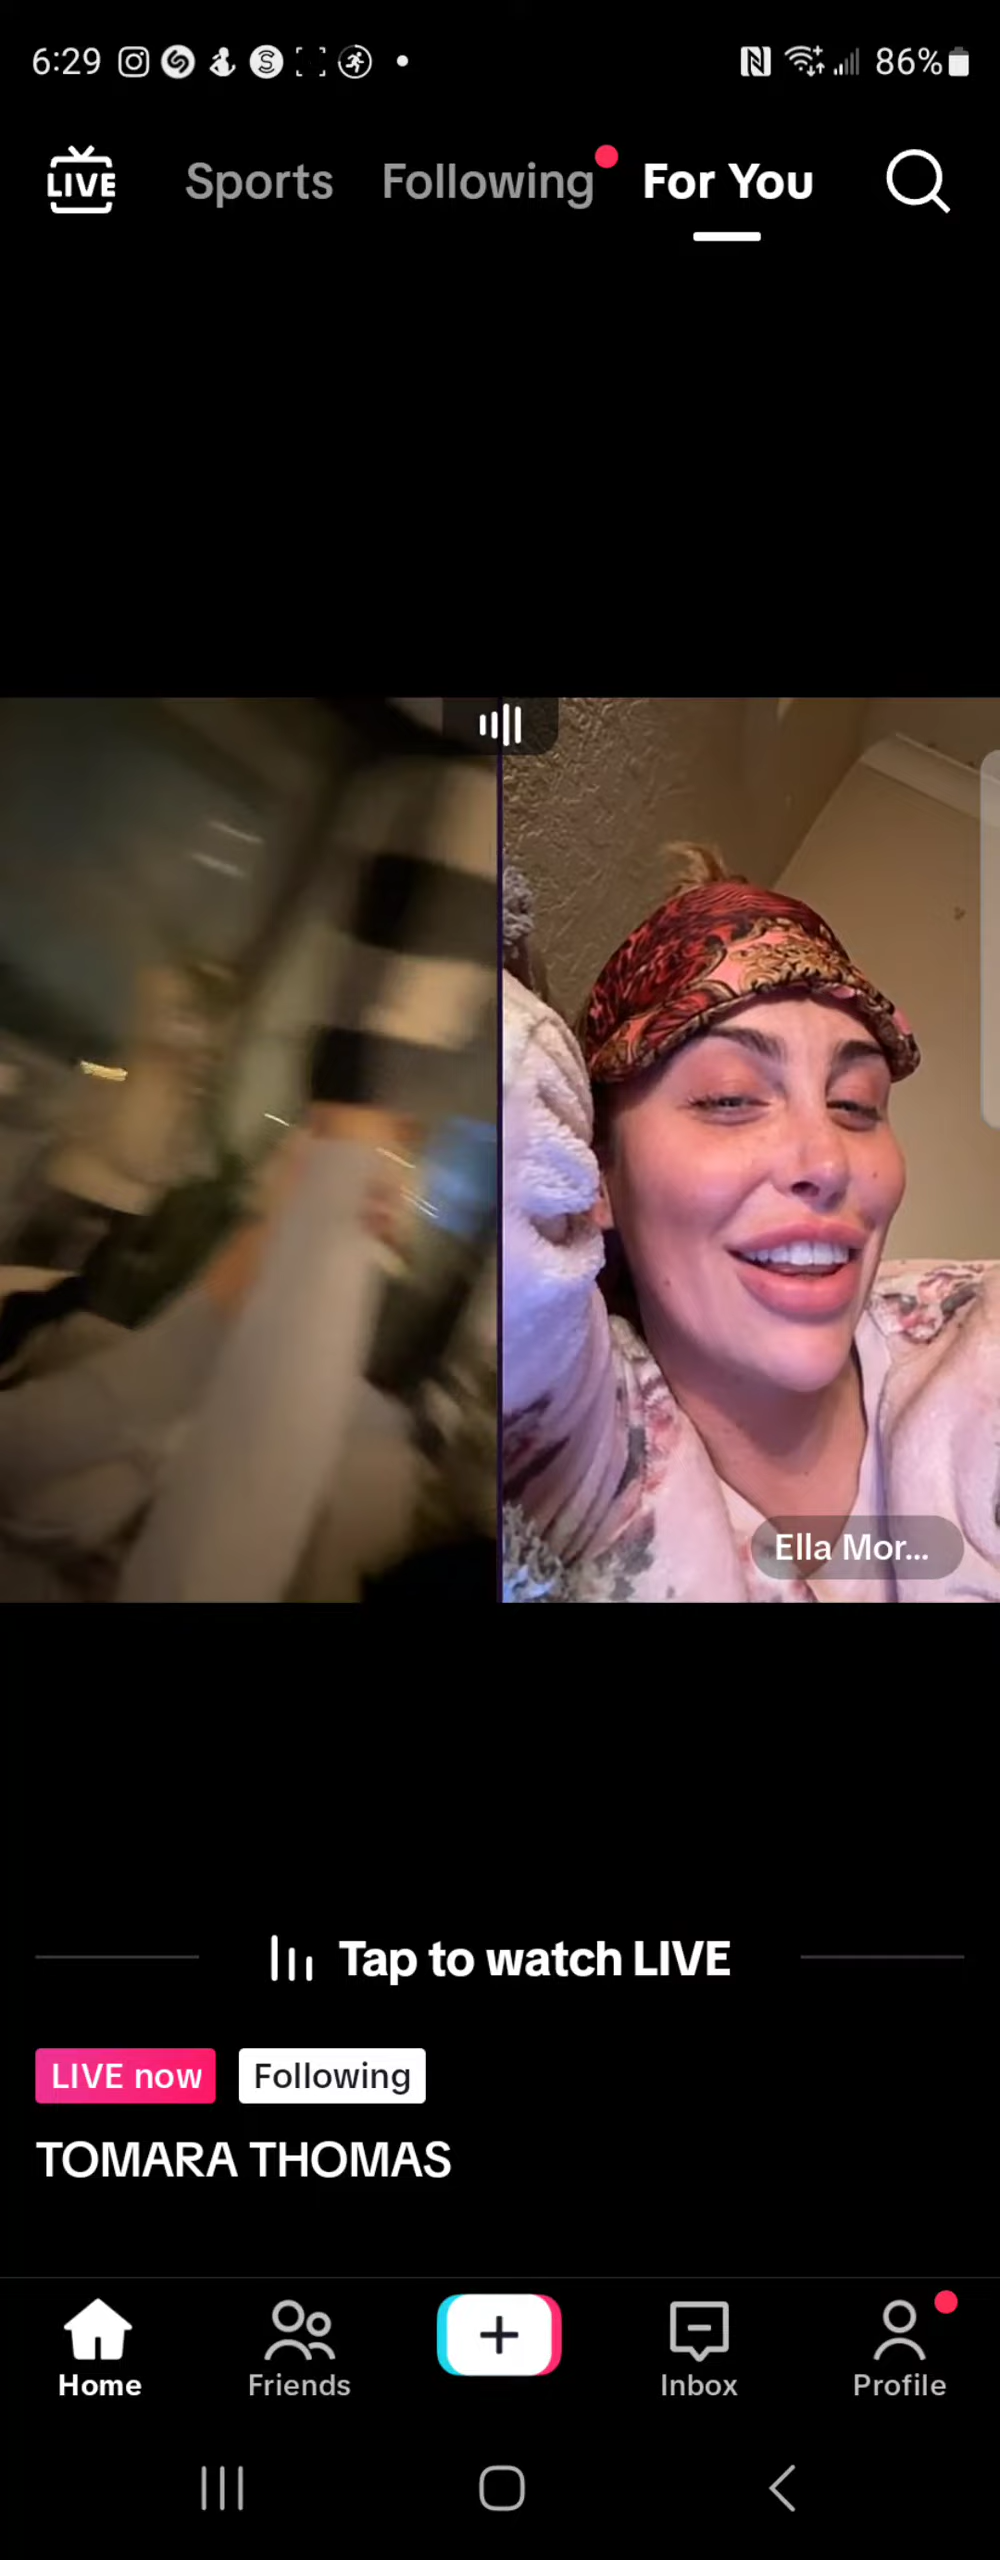 6:29
86%
LIVE
Sports
Following
For You
Ella Mor...
Tap to watch LIVE
LIVE now
Following
TOMARA THOMAS
Home
Friends
Inbox
Profile